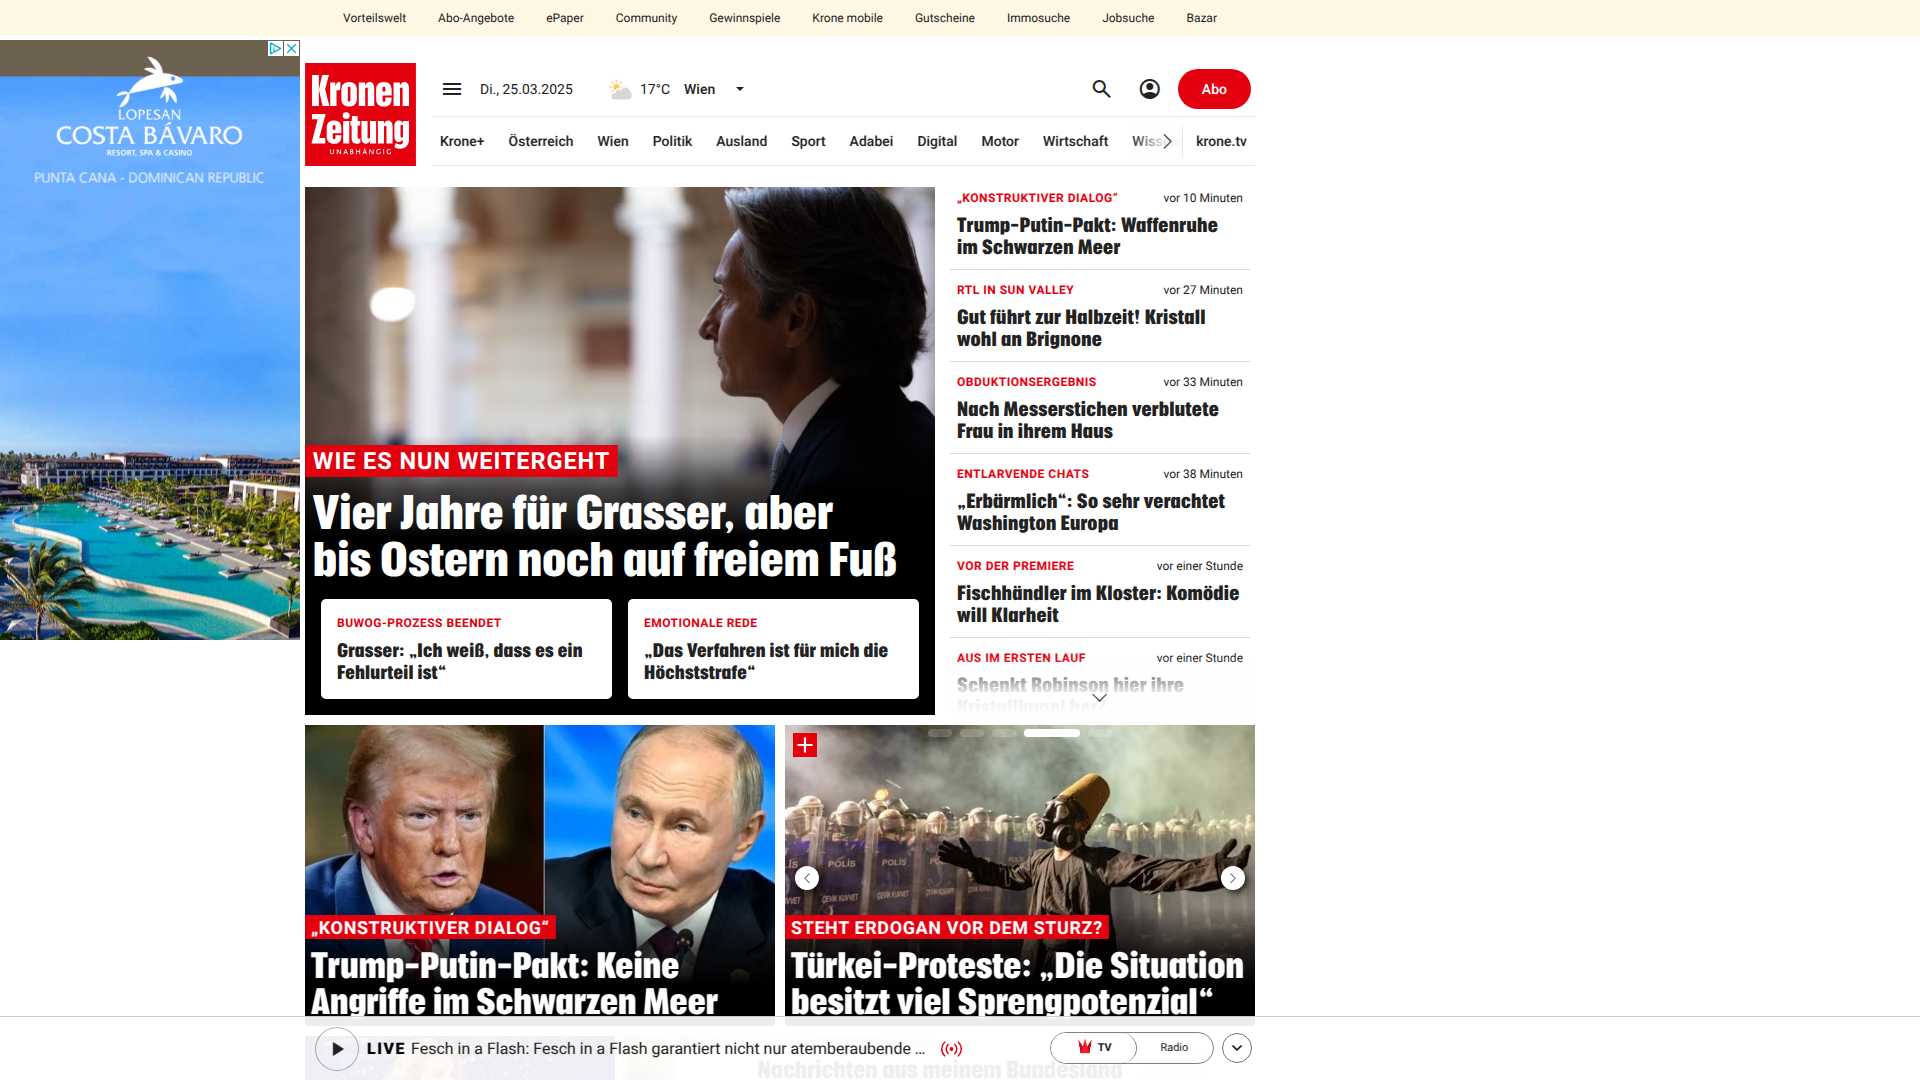 Vorteilswelt Abo-Angebote ePaper Community Gewinnspiele Krone mobile Gutscheine Immosuche Jobsuche Bazar
LOPESAN
COSTA BÁVARO
RESORT, SPA & CASINO
PUNTA CANA - DOMINICAN REPUBLIC
Kronen
Zeitung
UNABHÄNGIG
Di., 25.03.2025 17°C Wien Abo
Krone+ Österreich Wien Politik Ausland Sport Adabei Digital Motor Wirtschaft Wiss krone.tv
WIE ES NUN WEITERGEHT
Vier Jahre für Grasser, aber
bis Ostern noch auf freiem Fuß
BUWOG-PROZESS BEENDET
Grasser: „Ich weiß, dass es ein
Fehlurteil ist“
EMOTIONALE REDE
„Das Verfahren ist für mich die
Höchststrafe“
„KONSTRUKTIVER DIALOG“ vor 10 Minuten
Trump-Putin-Pakt: Waffenruhe
im Schwarzen Meer
RTL IN SUN VALLEY vor 27 Minuten
Gut führt zur Halbzeit! Kristall
wohl an Brignone
OBDUKTIONSERGEBNIS vor 33 Minuten
Nach Messerstichen verblutete
Frau in ihrem Haus
ENTLARVENDE CHATS vor 38 Minuten
„Erbärmlich“: So sehr verachtet
Washington Europa
VOR DER PREMIERE vor einer Stunde
Fischhändler im Kloster: Komödie
will Klarheit
AUS IM ERSTEN LAUF vor einer Stunde
Schenkt Robinson hier ihre
Kristallkugel her?
„KONSTRUKTIVER DIALOG“
Trump-Putin-Pakt: Keine
Angriffe im Schwarzen Meer
POLİS POLİS
ÇEVİK KUVVET
STEHT ERDOGAN VOR DEM STURZ?
Türkei-Proteste: „Die Situation
besitzt viel Sprengpotenzial“
LIVE Fesch in a Flash: Fesch in a Flash garantiert nicht nur atemberaubende ... TV Radio
Nachrichten aus meinem Bundesland